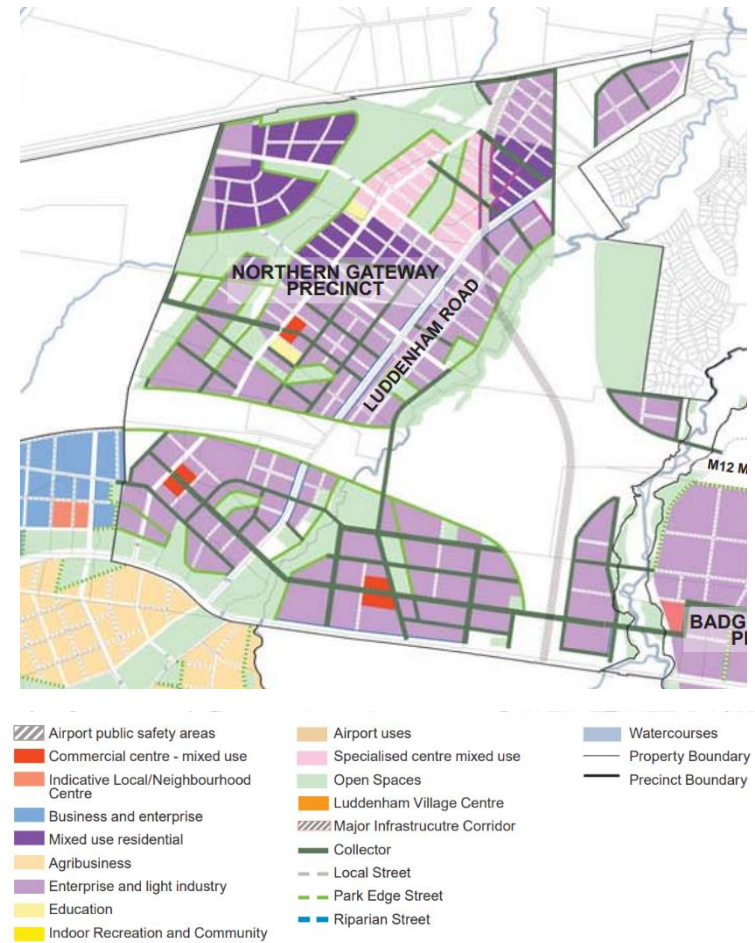 NORTHERN GATEWAY
PRECINCT
LUDDENHAM ROAD
M12 M
BADG
Airport public safety areas
Commercial centre - mixed use
Indicative Local/Neighbourhood
Centre
Business and enterprise
Mixed use residential
Agribusiness
Enterprise and light industry
Education
Indoor Recreation and Community
Airport uses
Specialised centre mixed use
Open Spaces
Luddenham Village Centre
Major Infrastrucutre Corridor
Collector
Local Street
Park Edge Street
Riparian Street
Watercourses
Property Boundary
Precinct Boundary